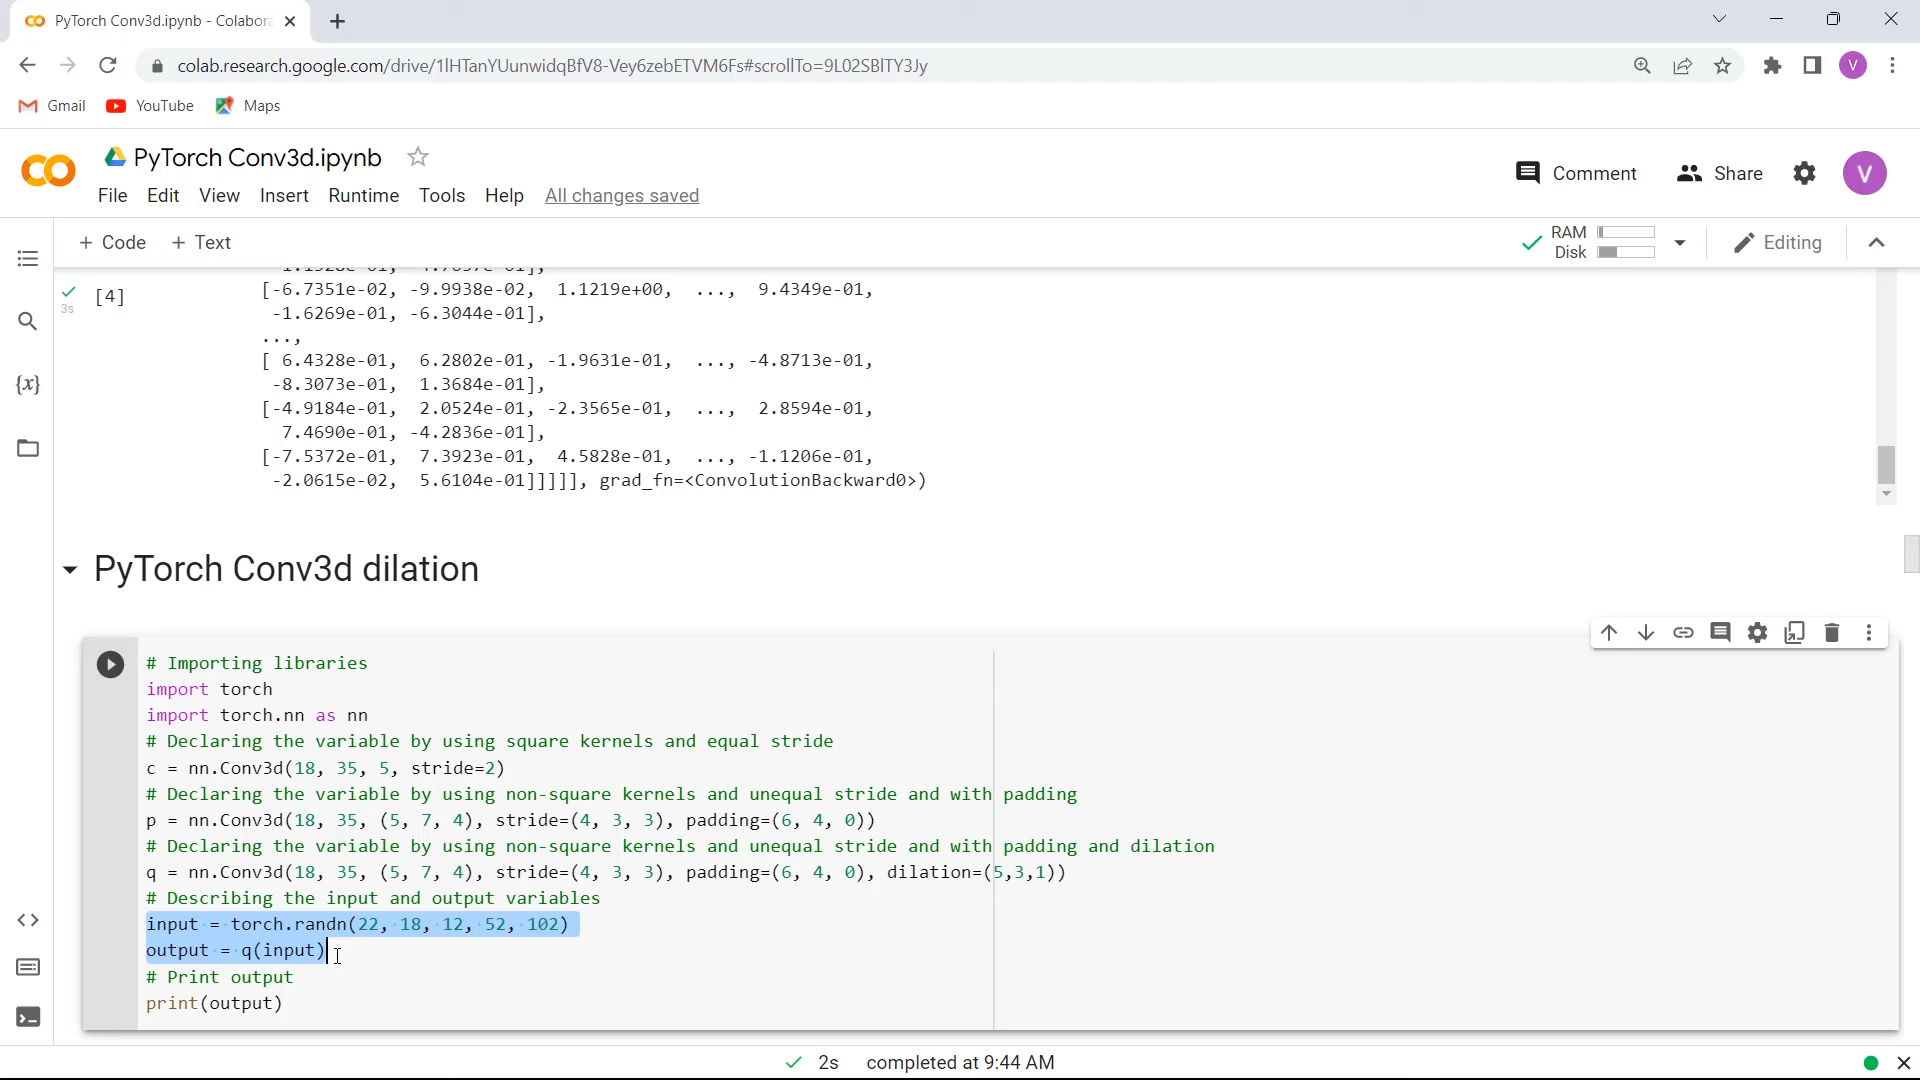 PyTorch Conv3d.ipynb - Colabora
colab.research.google.com/drive/1lHTanYUunwidqBfV8-Vey6zebETVM6Fs#scrollTo=9L02SBlTY3Jy
V
Gmail YouTube Maps
PyTorch Conv3d.ipynb
Comment Share V
File Edit View Insert Runtime Tools Help All changes saved
+ Code + Text
RAM
Disk
Editing
[4]
3s
[-6.7351e-02, -9.9938e-02, 1.1219e+00, ..., 9.4349e-01,
-1.6269e-01, -6.3044e-01],
...,
[ 6.4328e-01, 6.2802e-01, -1.9631e-01, ..., -4.8713e-01,
-8.3073e-01, 1.3684e-01],
[-4.9184e-01, 2.0524e-01, -2.3565e-01, ..., 2.8594e-01,
7.4690e-01, -4.2836e-01],
[-7.5372e-01, 7.3923e-01, 4.5828e-01, ..., -1.1206e-01,
-2.0615e-02, 5.6104e-01]]]]], grad_fn=<ConvolutionBackward0>)
PyTorch Conv3d dilation
# Importing libraries
import torch
import torch.nn as nn
# Declaring the variable by using square kernels and equal stride
c = nn.Conv3d(18, 35, 5, stride=2)
# Declaring the variable by using non-square kernels and unequal stride and with padding
p = nn.Conv3d(18, 35, (5, 7, 4), stride=(4, 3, 3), padding=(6, 4, 0))
# Declaring the variable by using non-square kernels and unequal stride and with padding and dilation
q = nn.Conv3d(18, 35, (5, 7, 4), stride=(4, 3, 3), padding=(6, 4, 0), dilation=(5,3,1))
# Describing the input and output variables
input = torch.randn(22, 18, 12, 52, 102)
output = q(input)
# Print output
print(output)
2s completed at 9:44 AM